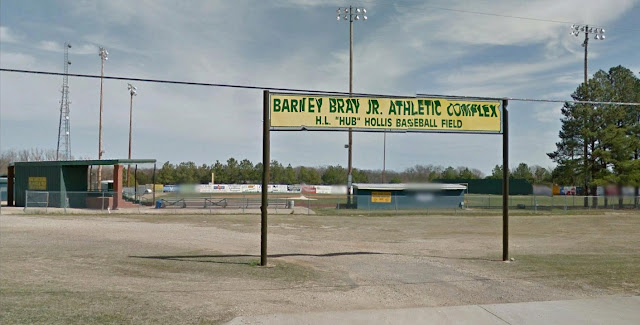 BARNEY BRAY JR. ATHLETIC COMPLEX
H.L. "HUB" HOLLIS BASEBALL FIELD